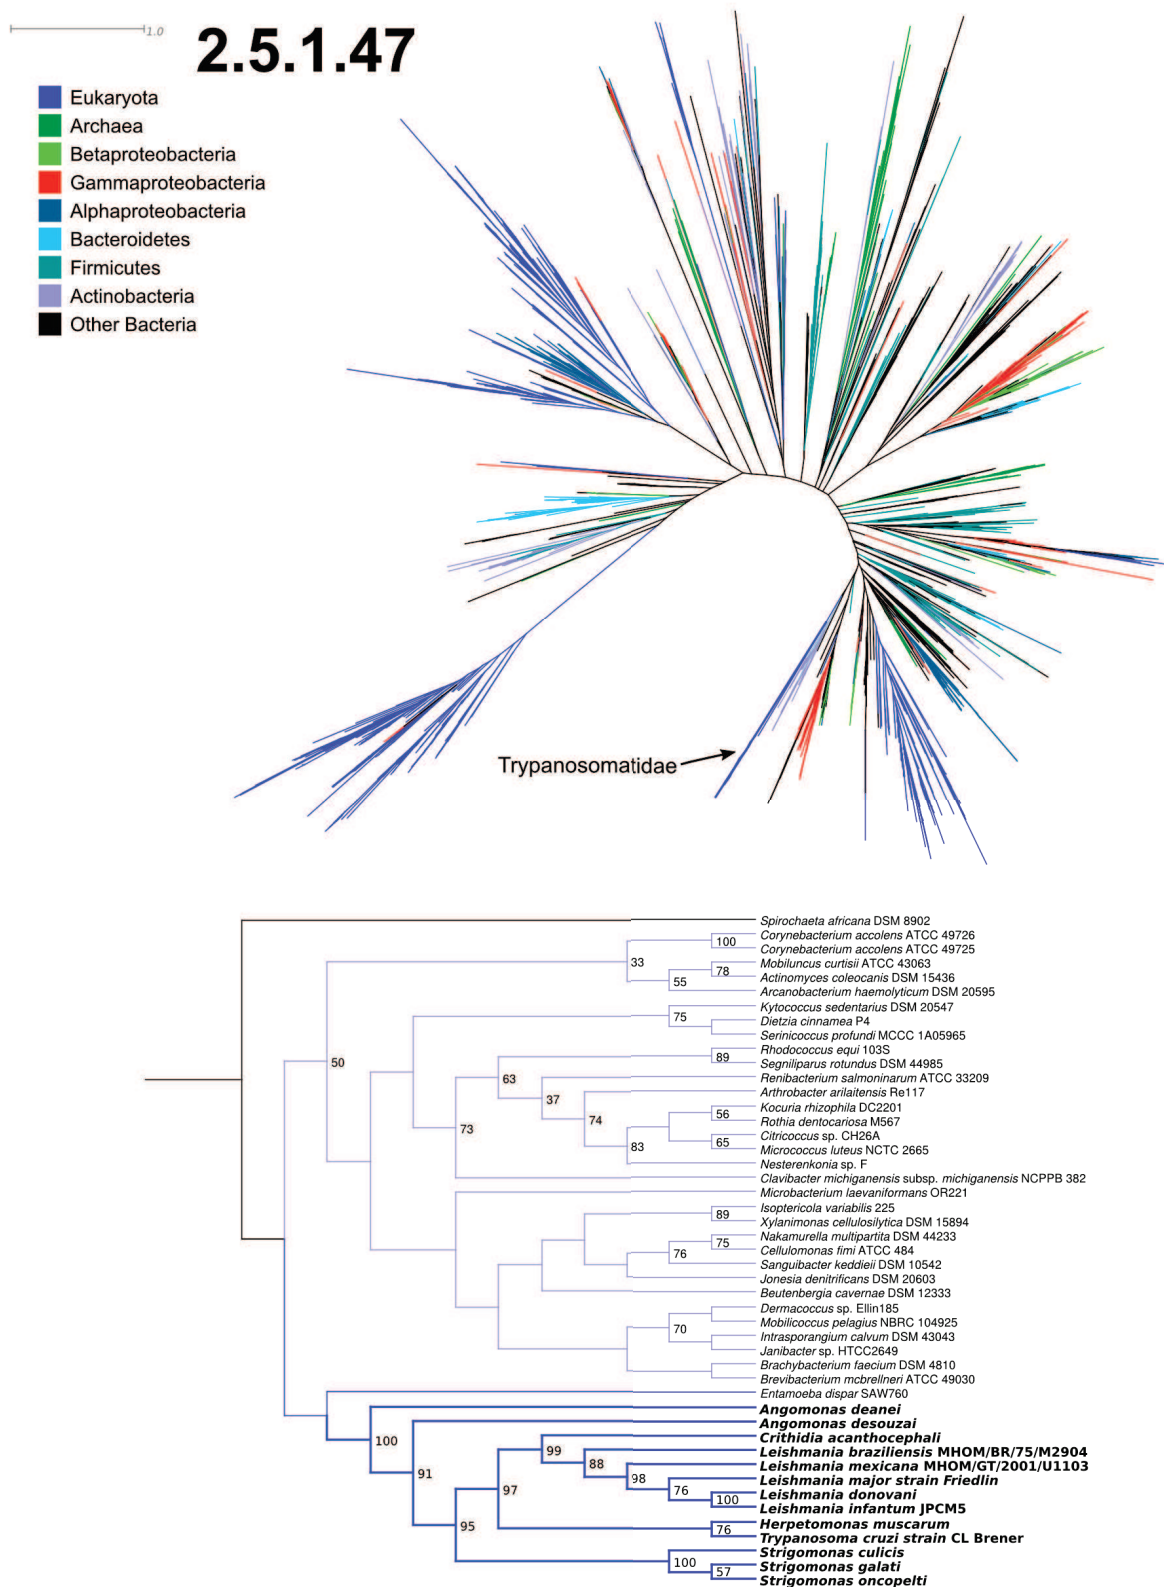 1.0
2.5.1.47
Eukaryota
Archaea
Betaproteobacteria
Gammaproteobacteria
Alphaproteobacteria
Bacteroidetes
Firmicutes
Actinobacteria
Other Bacteria
Trypanosomatidae
Spirochaeta africana DSM 8902
Corynebacterium accolens ATCC 49726
100
Corynebacterium accolens ATCC 49725
33
Mobiluncus curtisii ATCC 43063
78
Actinomyces coleocanis DSM 15436
55
Arcanobacterium haemolyticum DSM 20595
Kytococcus sedentarius DSM 20547
75
Dietzia cinnamea P4
Serinicoccus profundi MCCC 1A05965
Rhodococcus equi 103S
89
50
Segniliparus rotundus DSM 44985
63
Renibacterium salmoninarum ATCC 33209
37
Arthrobacter arilaitensis Re117
Kocuria rhizophila DC2201
56
74
Rothia dentocariosa M567
73
Citricoccus sp. CH26A
65
83
Micrococcus luteus NCTC 2665
Nesterenkonia sp. F
Clavibacter michiganensis subsp. michiganensis NCPPB 382
Microbacterium laevaniformans OR221
Isoptericola variabilis 225
89
Xylanimonas cellulosilytica DSM 15894
Nakamurella multipartita DSM 44233
75
Cellulomonas fimi ATCC 484
76
Sanguibacter keddieii DSM 10542
Jonesia denitrificans DSM 20603
Beutenbergia cavernae DSM 12333
Dermacoccus sp. Ellin185
Mobilicoccus pelagius NBRC 104925
70
Intrasporangium calvum DSM 43043
Janibacter sp. HTCC2649
Brachybacterium faecium DSM 4810
Brevibacterium mcbrellneri ATCC 49030
Entamoeba dispar SAW760
Angomonas deanei
Angomonas desouzai
100
Crithidia acanthocephali
99
Leishmania braziliensis MHOM/BR/75/M2904
88
Leishmania mexicana MHOM/GT/2001/U1103
91
98
Leishmania major strain Friedlin
97
76
Leishmania donovani
100
Leishmania infantum JPCM5
Herpetomonas muscarum
95
76
Trypanosoma cruzi strain CL Brener
Strigomonas culicis
100
Strigomonas galati
57
Strigomonas oncopelti